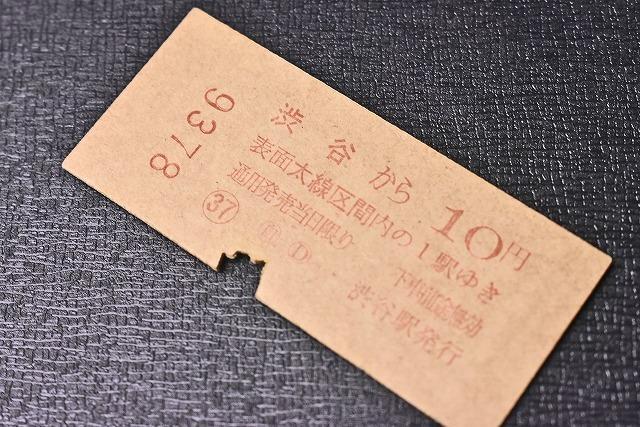 渋谷から10円
表面太線区間内の1駅ゆき
通用発売当日限り 下車前途無効
㊲ Ⓓ 渋谷駅発行
9378